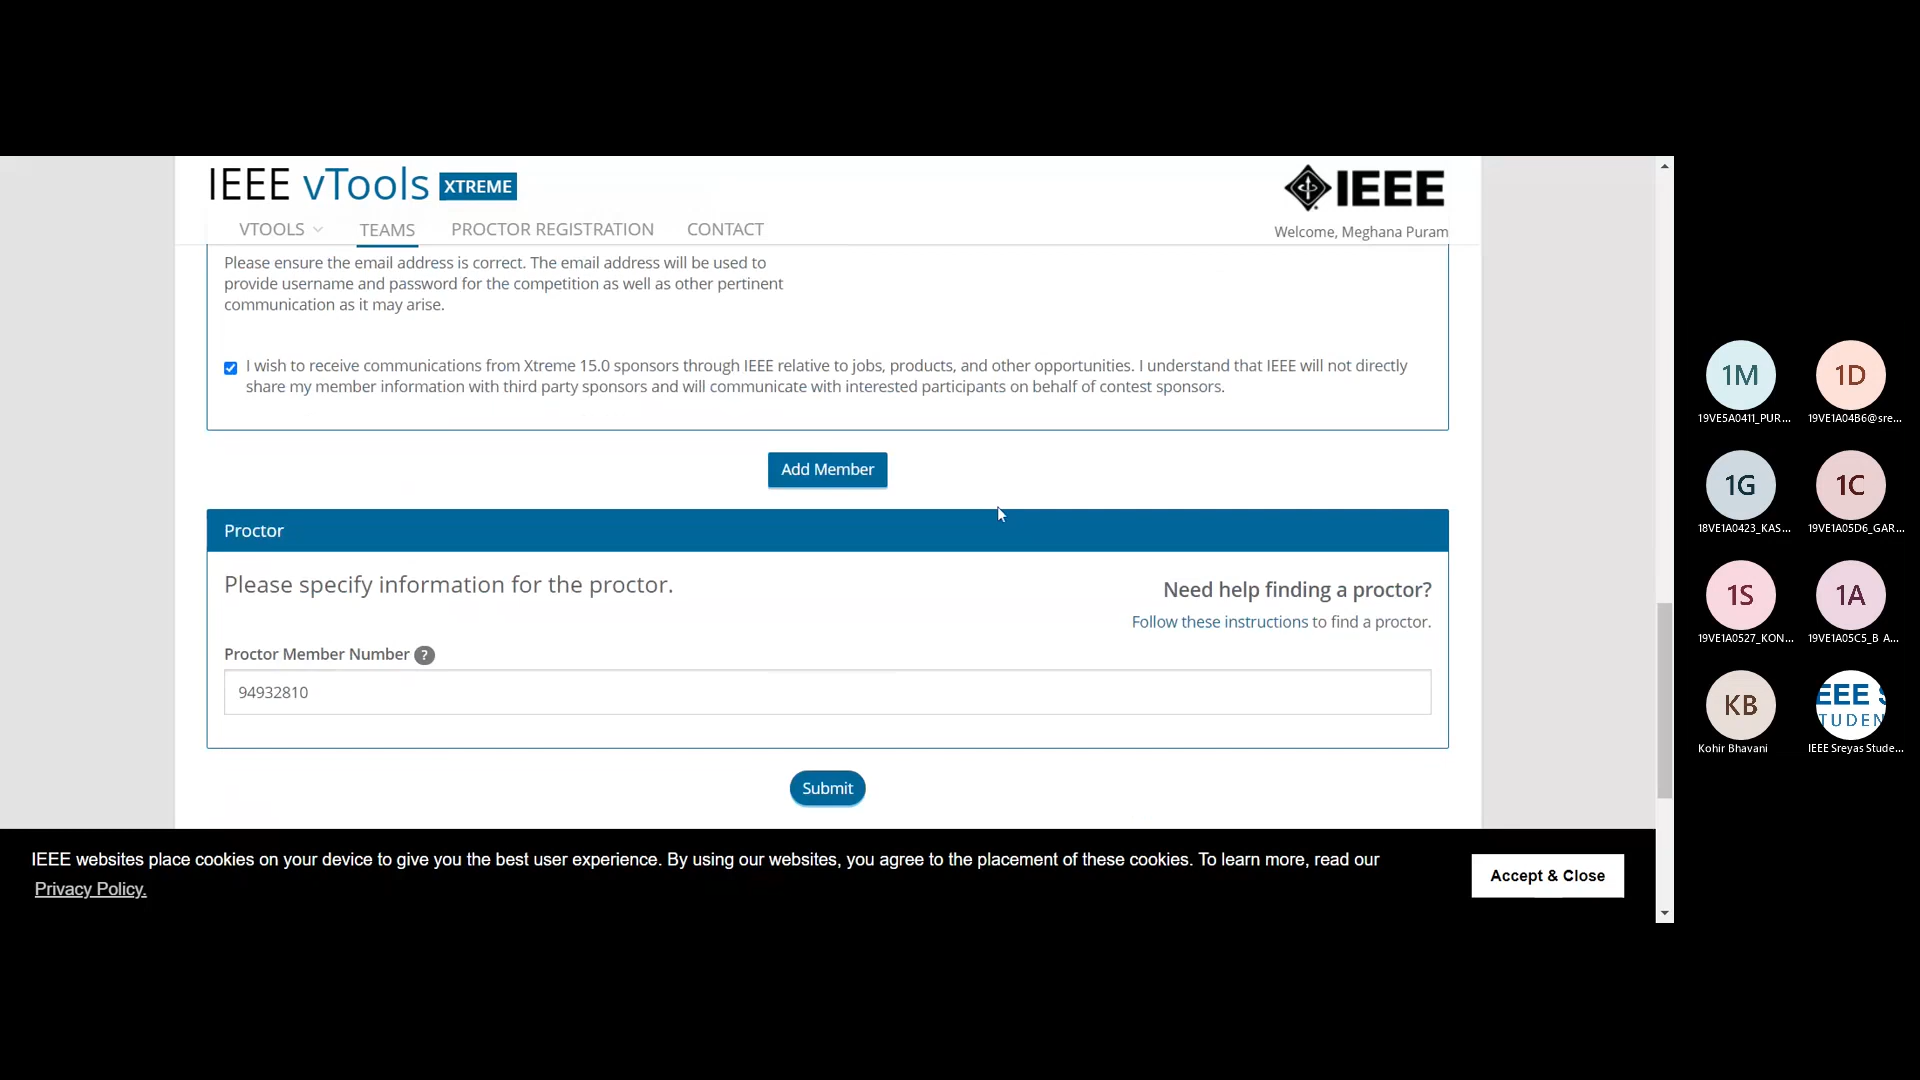 IEEE vTools XTREME
IEEE
VTOOLS TEAMS PROCTOR REGISTRATION CONTACT
Welcome, Meghana Puram
Please ensure the email address is correct. The email address will be used to
provide username and password for the competition as well as other pertinent
communication as it may arise.
I wish to receive communications from Xtreme 15.0 sponsors through IEEE relative to jobs, products, and other opportunities. I understand that IEEE will not directly
share my member information with third party sponsors and will communicate with interested participants on behalf of contest sponsors.
Add Member
Proctor
Please specify information for the proctor.
Need help finding a proctor?
Follow these instructions to find a proctor.
Proctor Member Number ?
94932810
Submit
IEEE websites place cookies on your device to give you the best user experience. By using our websites, you agree to the placement of these cookies. To learn more, read our
Privacy Policy.
Accept & Close
1M 1D
19VE5A0411_PUR... 19VE1A04B6@sre...
1G 1C
18VE1A0423_KAS... 19VE1A05D6_GAR...
1S 1A
19VE1A0527_KON... 19VE1A05C5_B A...
KB EEE S
TUDEN
Kohir Bhavani IEEE Sreyas Stude...